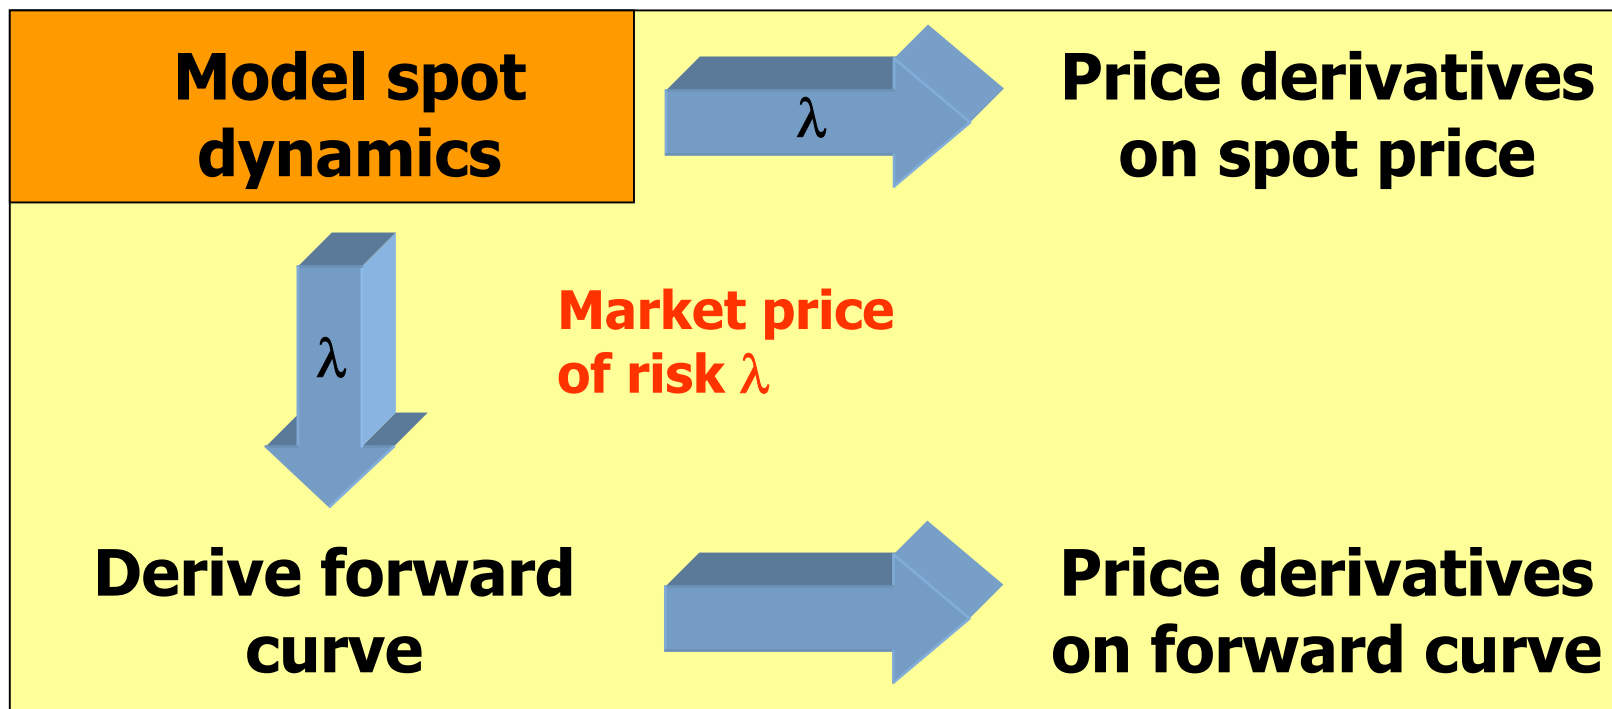 Model spot
dynamics
λ
Price derivatives
on spot price
λ
Market price
of risk λ
Derive forward
curve
Price derivatives
on forward curve